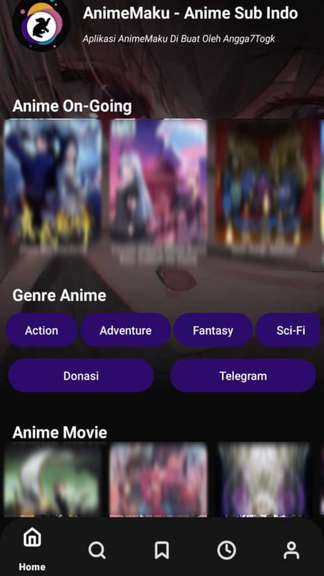 AnimeMaku - Anime Sub Indo
Aplikasi AnimeMaku Di Buat Oleh Angga7Togk
Anime On-Going
Genre Anime
Action
Adventure
Fantasy
Sci-Fi
Donasi
Telegram
Anime Movie
Home